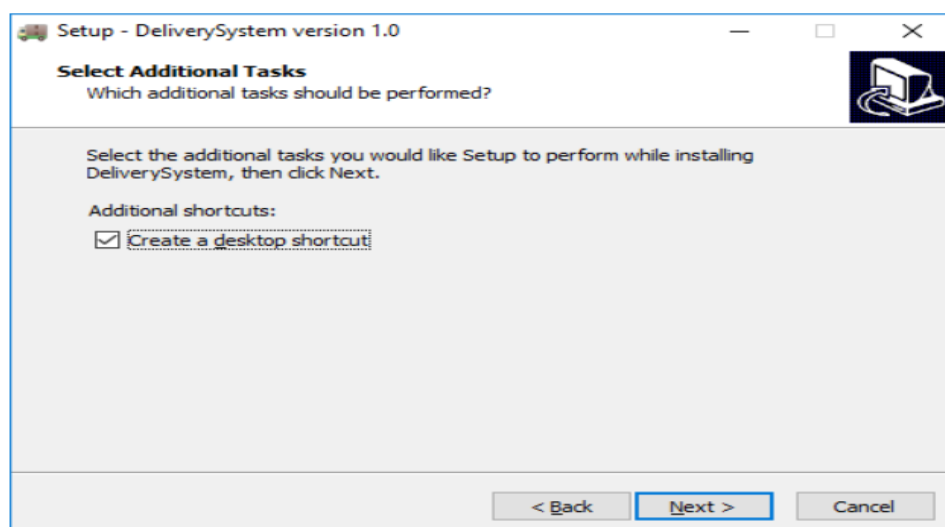 Setup - DeliverySystem version 1.0
Select Additional Tasks
Which additional tasks should be performed?
Select the additional tasks you would like Setup to perform while installing
DeliverySystem, then click Next.
Additional shortcuts:
Create a desktop shortcut
< Back Next > Cancel